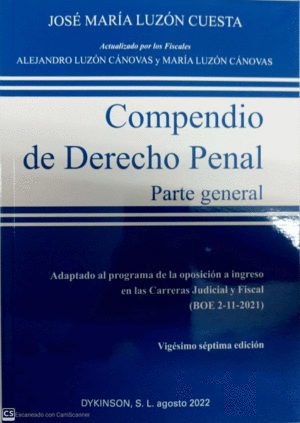 JOSÉ MARÍA LUZÓN CUESTA
Actualizado por los Fiscales
ALEJANDRO LUZÓN CÁNOVAS y MARÍA LUZÓN CÁNOVAS
Compendio
de Derecho Penal
Parte general
Adaptado al programa de la oposición a ingreso
en las Carreras Judicial y Fiscal
(BOE 2-11-2021)
Vigésimo séptima edición
DYKINSON, S. L. agosto 2022
CS Escaneado con CamScanner